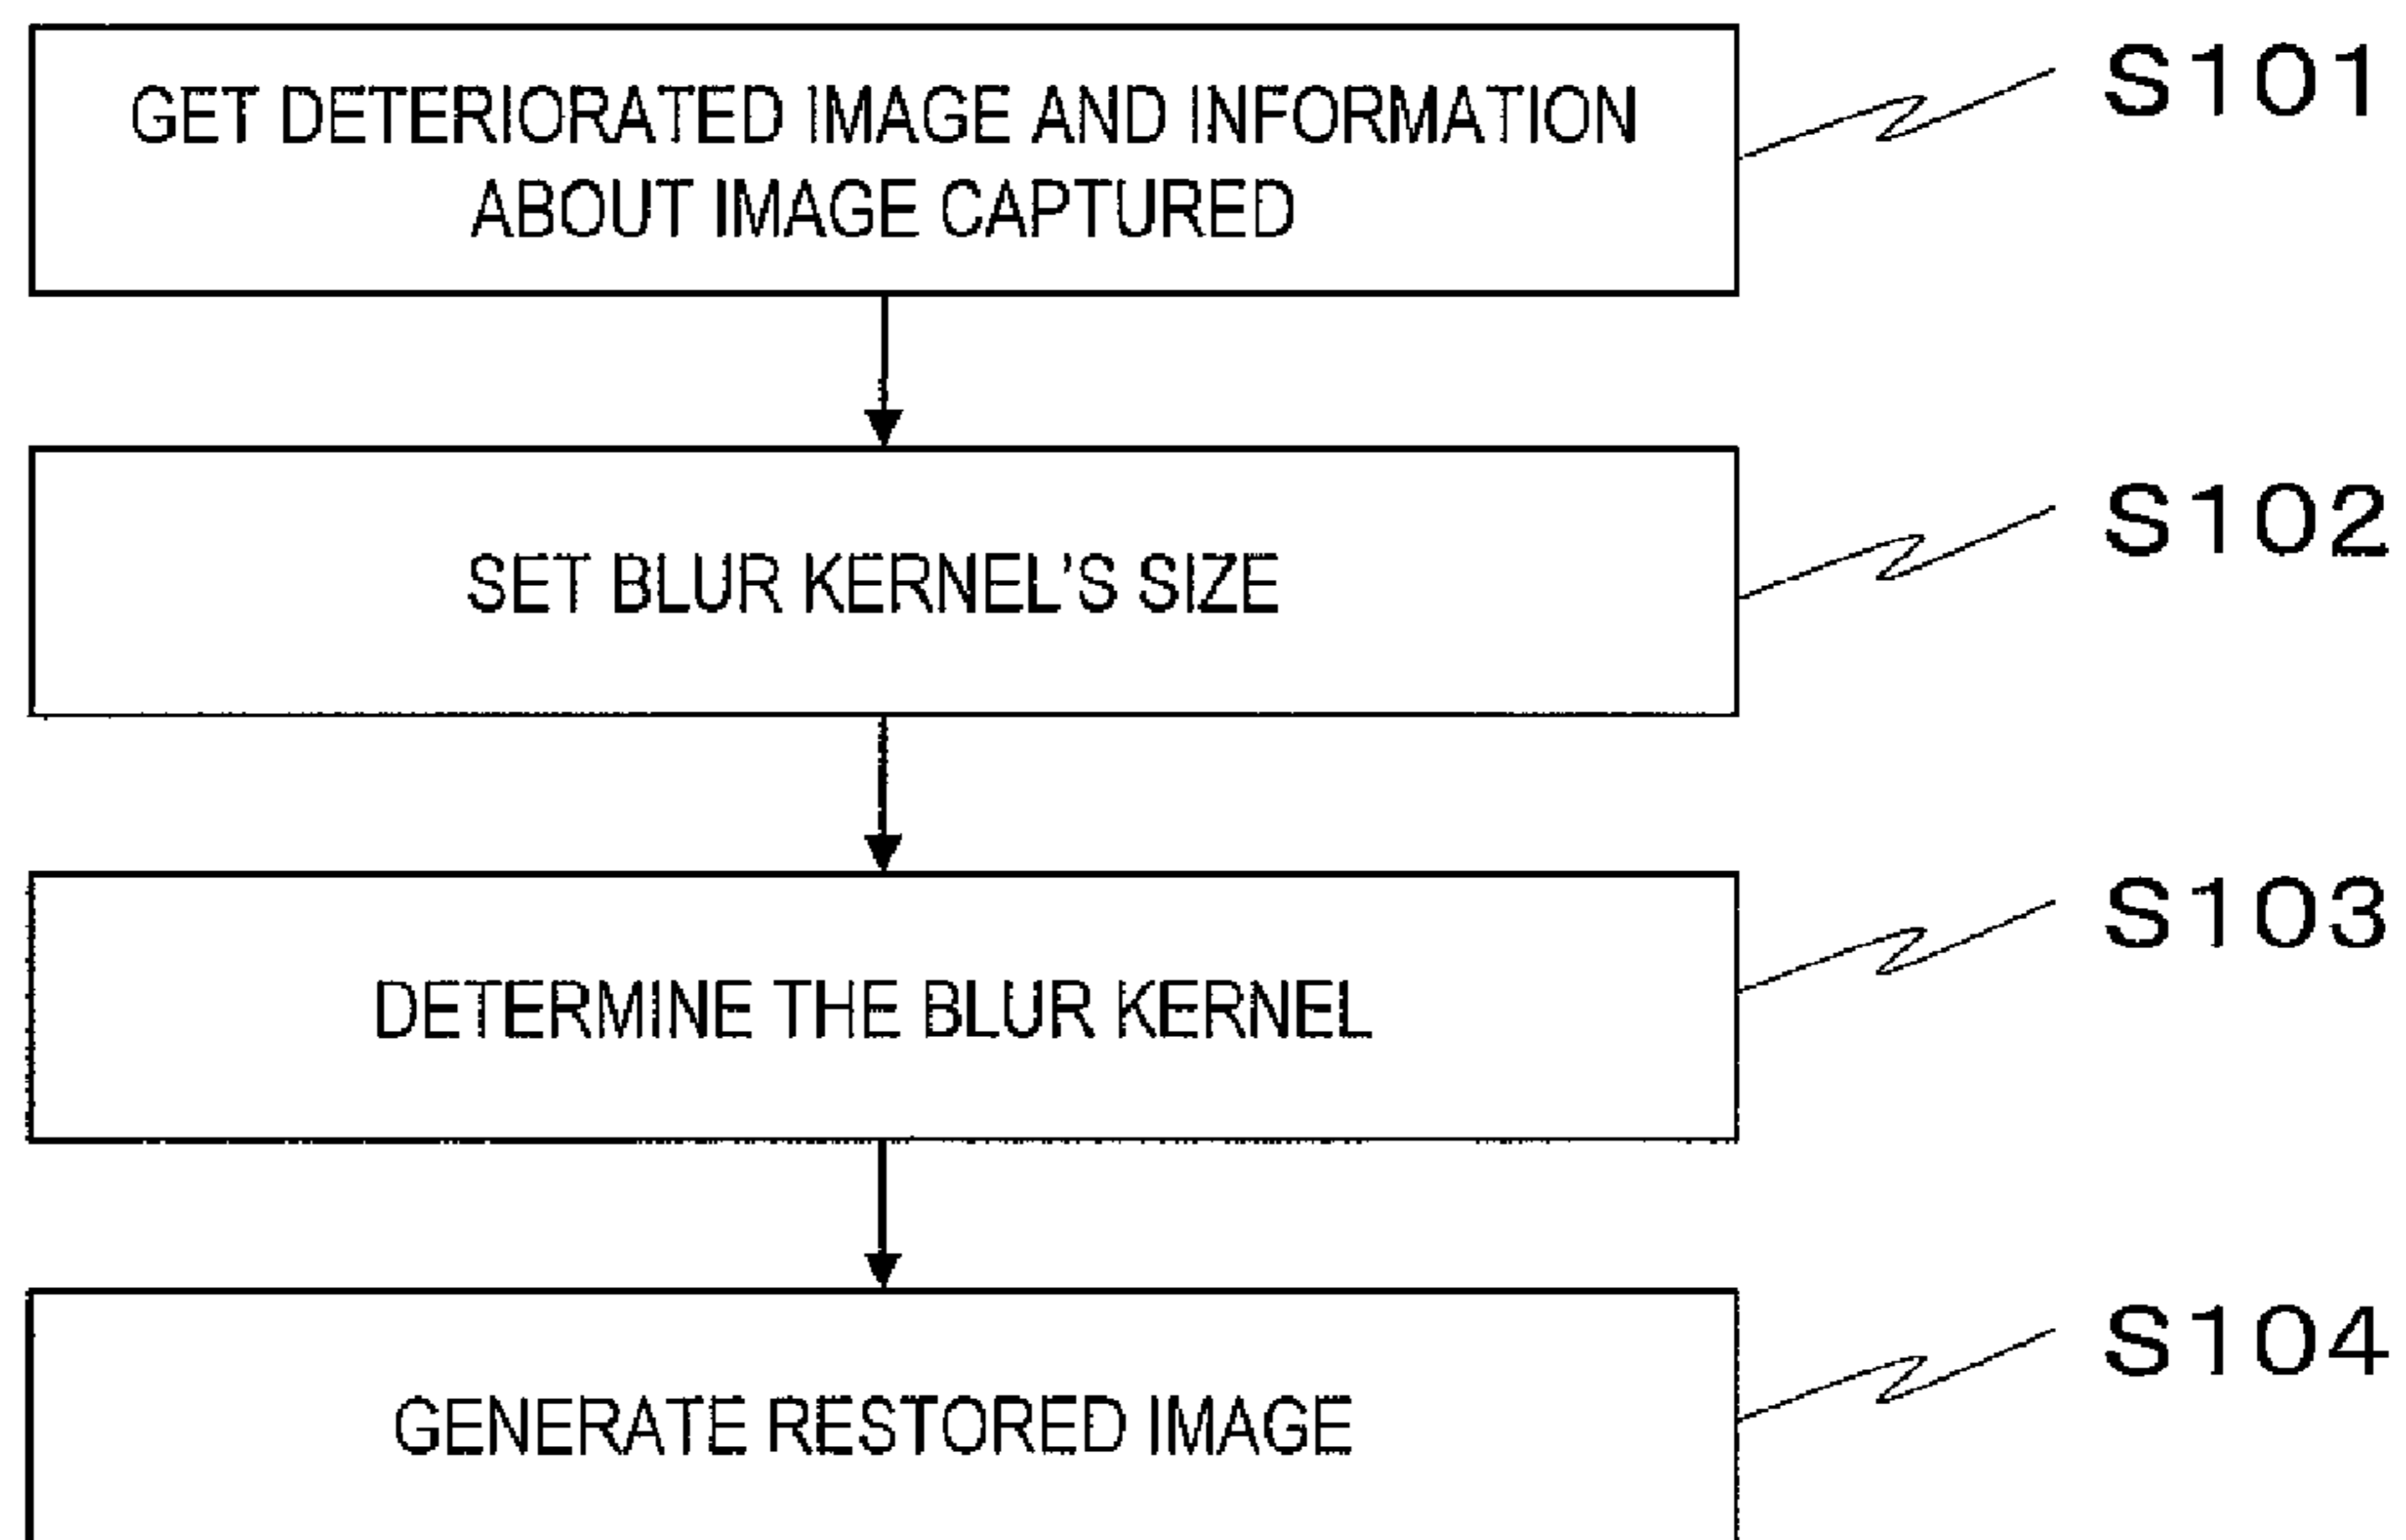 GET DETERIORATED IMAGE AND INFORMATION
ABOUT IMAGE CAPTURED
S101
SET BLUR KERNEL'S SIZE
S102
DETERMINE THE BLUR KERNEL
S103
GENERATE RESTORED IMAGE
S104